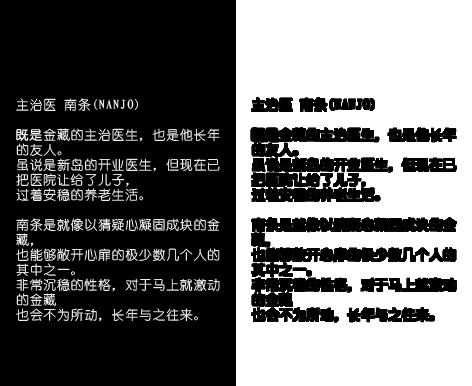 主治医 南条(NANJO)
既是金藏的主治医生，也是他长年
的友人。
虽说是新岛的开业医生，但现在已
把医院让给了儿子，
过着安稳的养老生活。
南条是就像以猜疑心凝固成块的金
藏，
也能够敞开心扉的极少数几个人的
其中之一。
非常沉稳的性格，对于马上就激动
的金藏
也会不为所动，长年与之往来。
主治医 南条(NANJO)
既是金藏的主治医生，也是他长年
的友人。
虽说是新岛的开业医生，但现在已
把医院让给了儿子，
过着安稳的养老生活。
南条是就像以猜疑心凝固成块的金
藏，
也能够敞开心扉的极少数几个人的
其中之一。
非常沉稳的性格，对于马上就激动
的金藏
也会不为所动，长年与之往来。